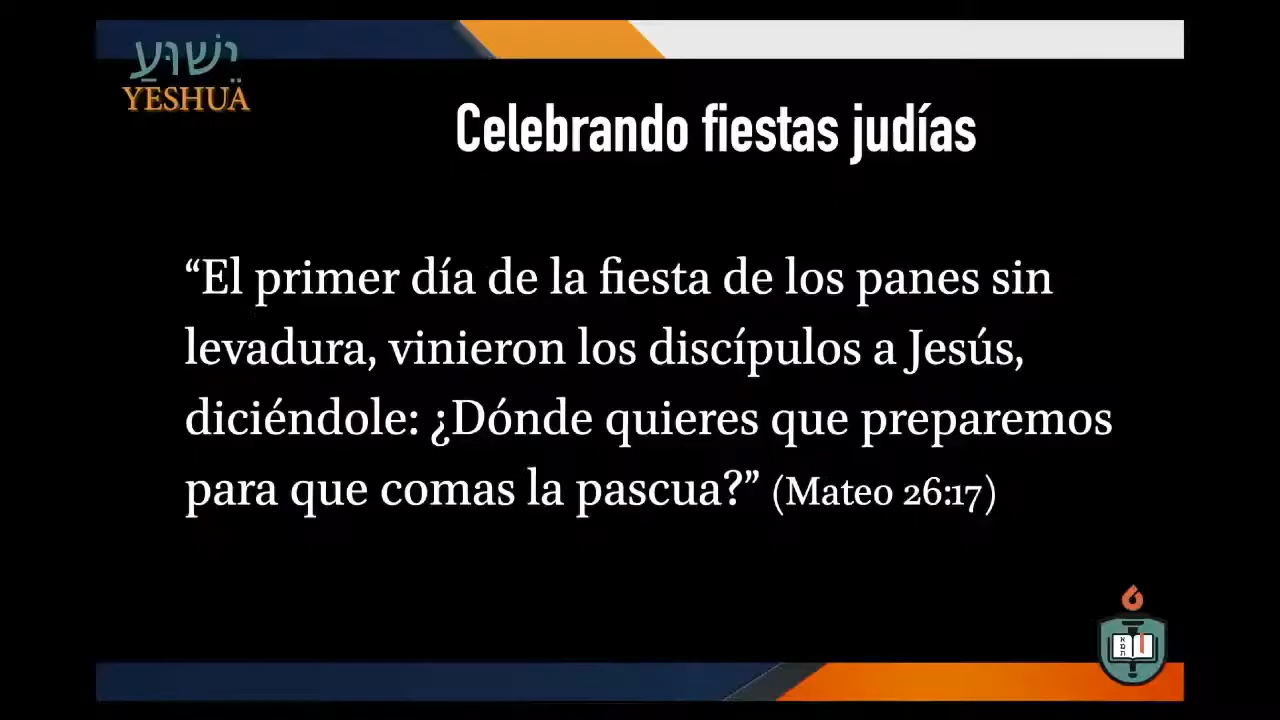 יֵשׁוּעַ
YESHUA
Celebrando fiestas judías
“El primer día de la fiesta de los panes sin
levadura, vinieron los discípulos a Jesús,
diciéndole: ¿Dónde quieres que preparemos
para que comas la pascua?” (Mateo 26:17)